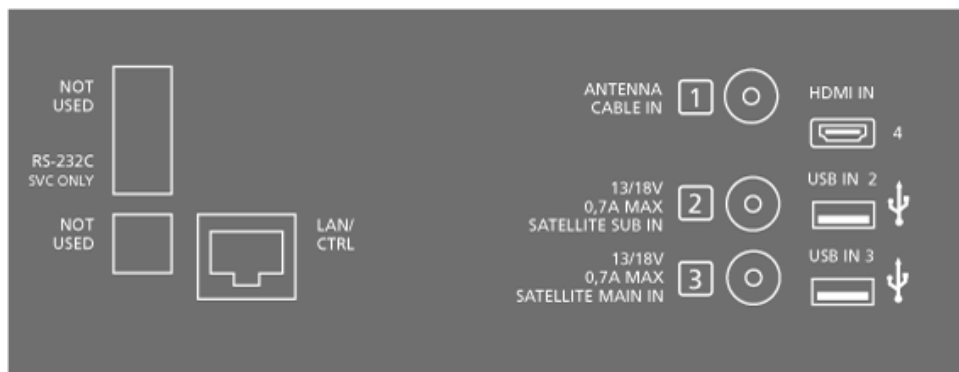 NOT
USED
RS-232C
SVC ONLY
NOT
USED
LAN/
CTRL
ANTENNA
CABLE IN
1
13/18V
0,7A MAX
SATELLITE SUB IN
2
13/18V
0,7A MAX
SATELLITE MAIN IN
3
HDMI IN
4
USB IN 2
USB IN 3